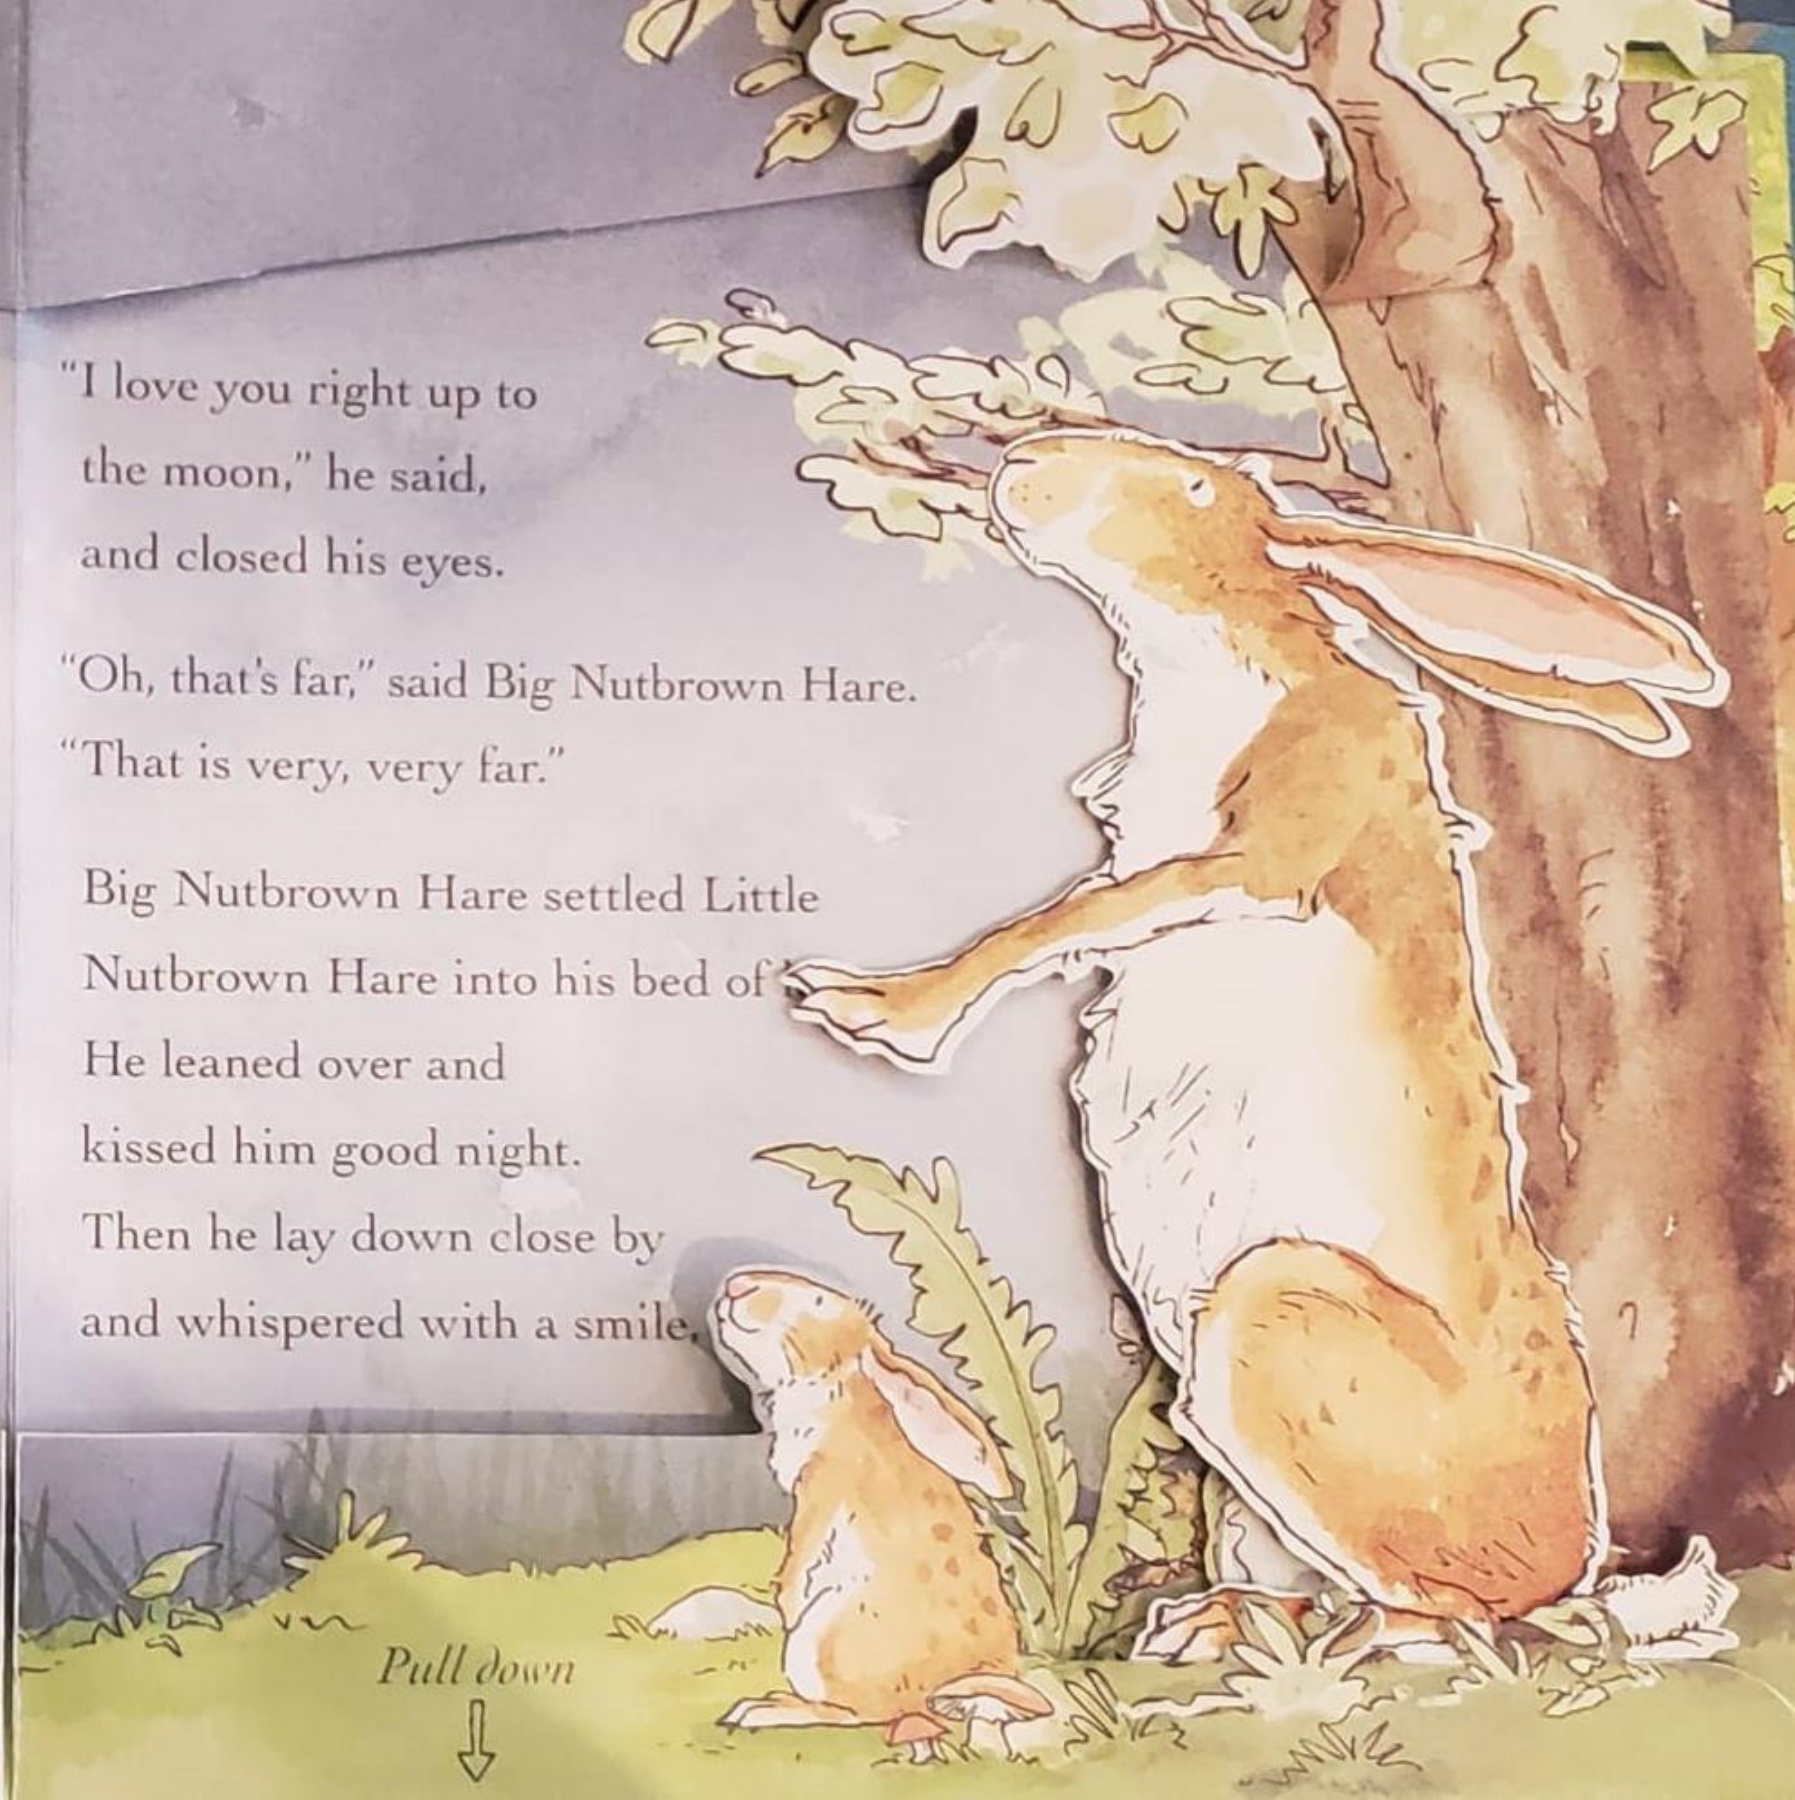 “I love you right up to
the moon,” he said,
and closed his eyes.
“Oh, that's far,” said Big Nutbrown Hare.
“That is very, very far.”
Big Nutbrown Hare settled Little
Nutbrown Hare into his bed of
He leaned over and
kissed him good night.
Then he lay down close by
and whispered with a smile,
Pull down